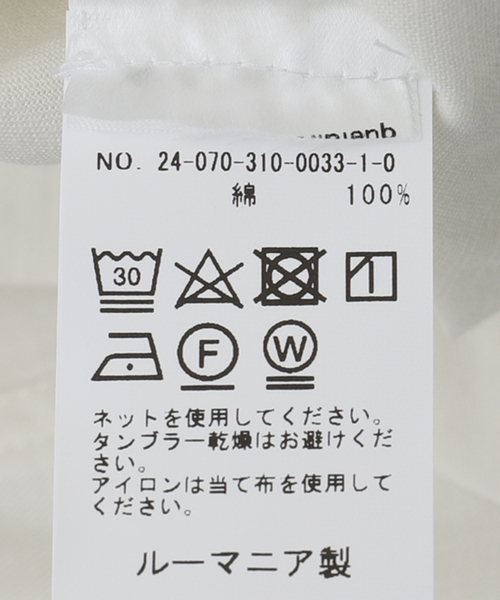 NO. 24-070-310-0033-1-0
綿 100%
30
F W
ネットを使用してください。
タンブラー乾燥はお避けくだ
さい。
アイロンは当て布を使用して
ください。
ルーマニア製